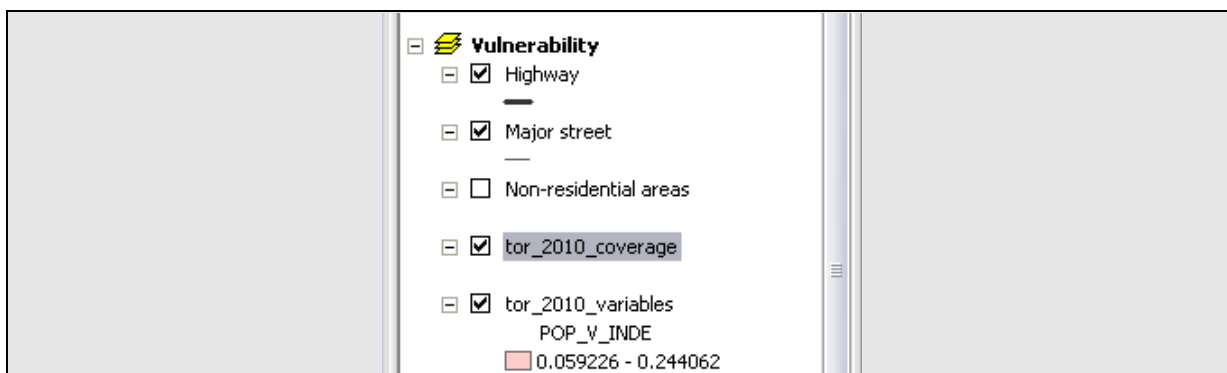 Vulnerability
Highway
Major street
Non-residential areas
tor_2010_coverage
tor_2010_variables
POP_V_INDE
0.059226 - 0.244062